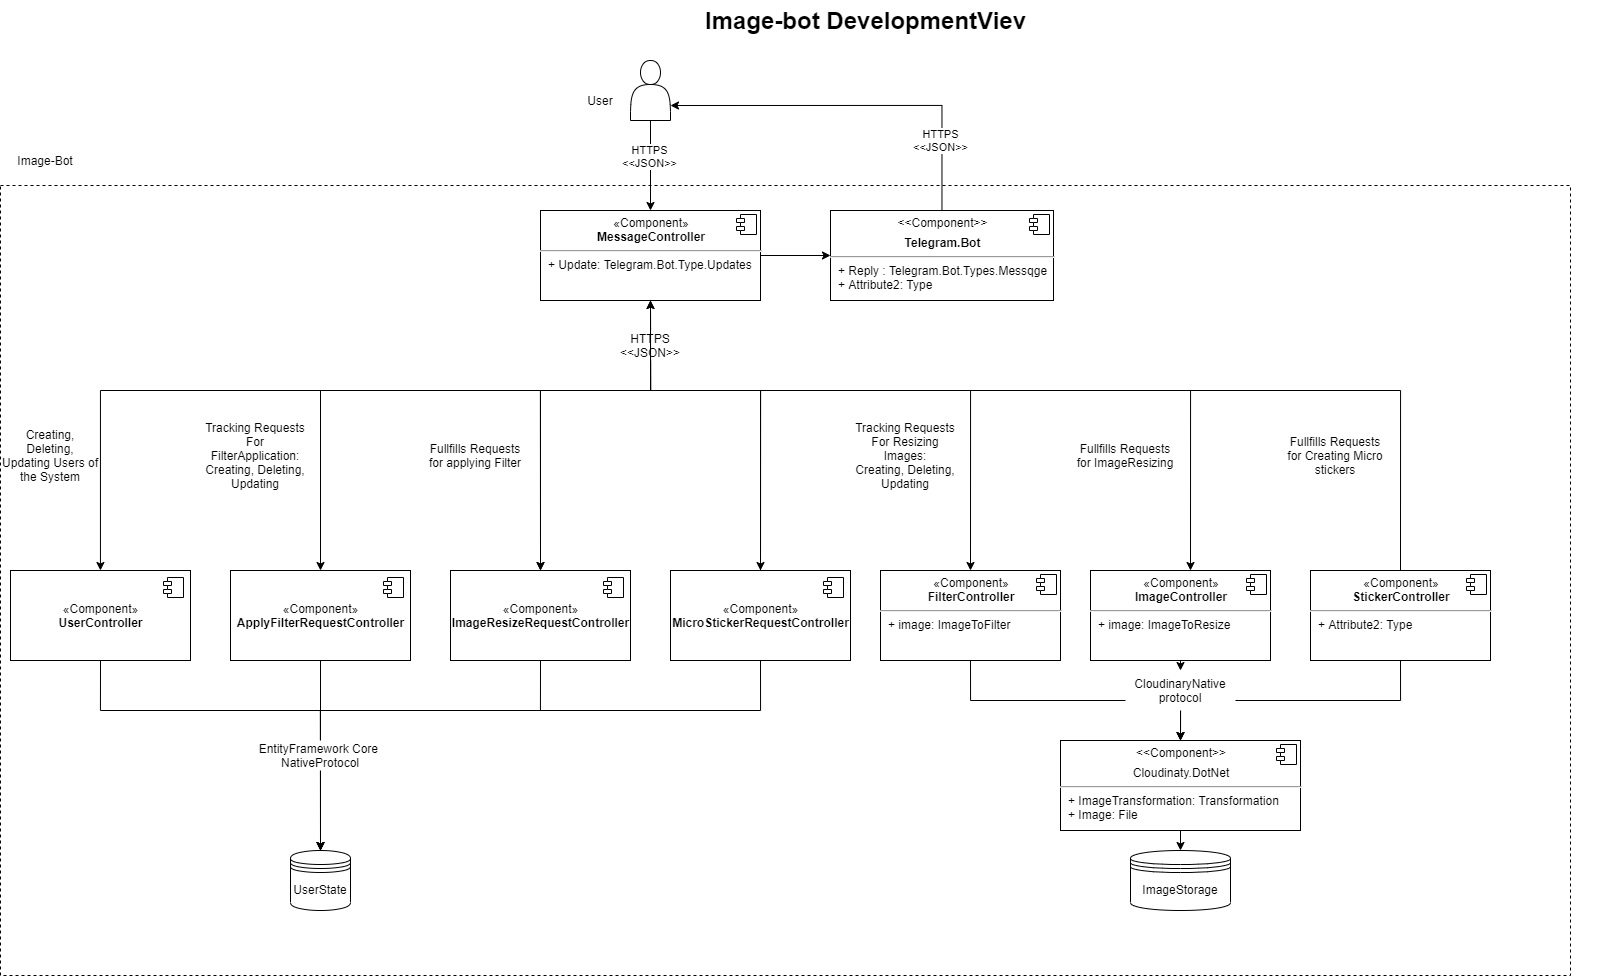 Image-bot DevelopmentViev
User
HTTPS
<<JSON>>
HTTPS
<<JSON>>
Image-Bot
«Component»
MessageController
+ Update: Telegram.Bot.Type.Updates
<<Component>>
Telegram.Bot
+ Reply : Telegram.Bot.Types.Messqge
+ Attribute2: Type
HTTPS
<<JSON>>
Creating,
Deleting,
Updating Users of
the System
Tracking Requests
For
FilterApplication:
Creating, Deleting,
Updating
Fullfills Requests
for applying Filter
Tracking Requests
For Resizing
Images:
Creating, Deleting,
Updating
Fullfills Requests
for ImageResizing
Fullfills Requests
for Creating Micro
stickers
«Component»
UserController
«Component»
ApplyFilterRequestController
«Component»
ImageResizeRequestController
«Component»
MicroStickerRequestController
«Component»
FilterController
+ image: ImageToFilter
«Component»
ImageController
+ image: ImageToResize
«Component»
StickerController
+ Attribute2: Type
CloudinaryNative
protocol
EntityFramework Core
NativeProtocol
<<Component>>
Cloudinaty.DotNet
+ ImageTransformation: Transformation
+ Image: File
UserState
ImageStorage